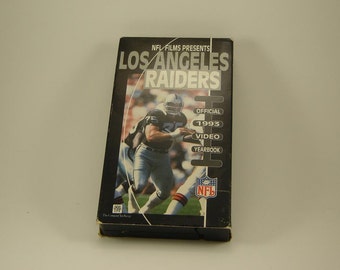 NFL FILMS PRESENTS
LOS ANGELES
RAIDERS
OFFICIAL
1993
VIDEO
YEARBOOK
NFL